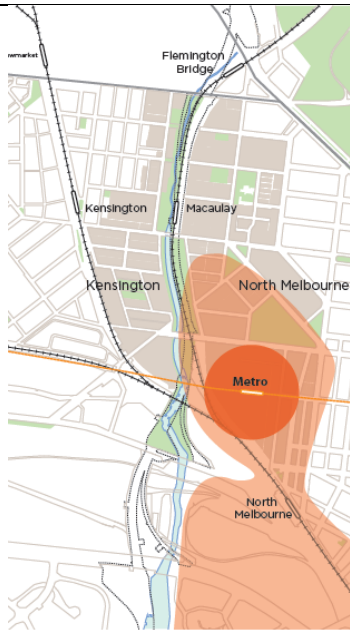 Flemington
Bridge
Kensington
Macaulay
Kensington
North Melbourne
Metro
North
Melbourne